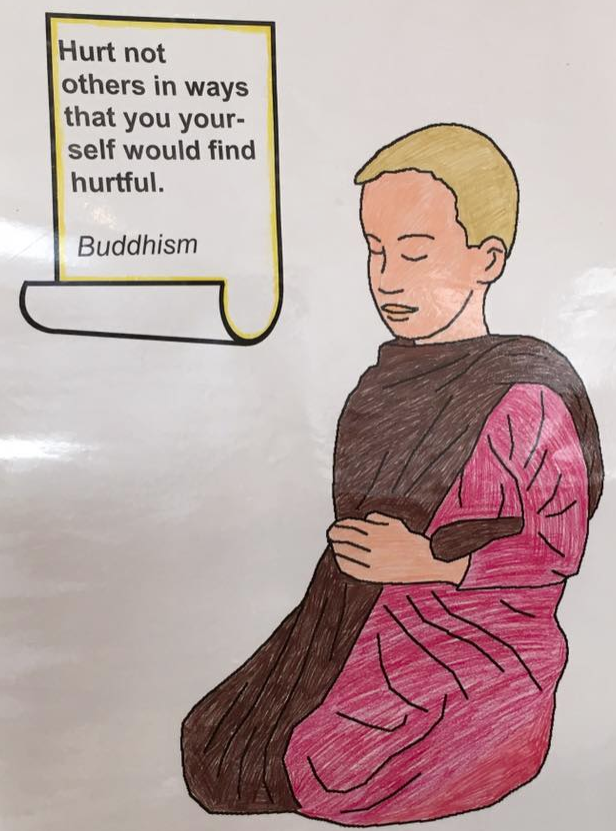 Hurt not
others in ways
that you your-
self would find
hurtful.
Buddhism